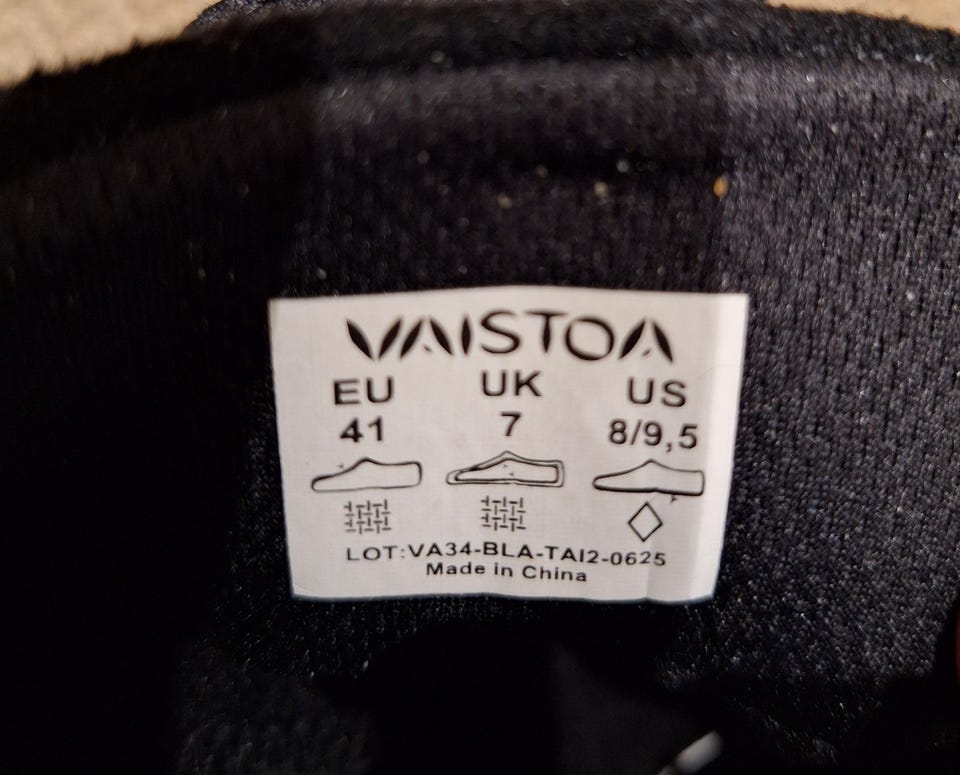 VAISTOA
EU UK US
41 7 8/9,5
LOT:VA34-BLA-TAI2-0625
Made in China